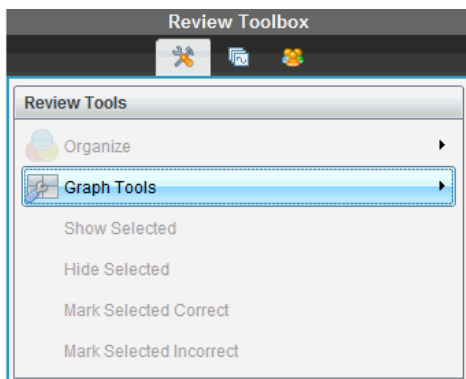 Review Toolbox
Review Tools
Organize
Graph Tools
Show Selected
Hide Selected
Mark Selected Correct
Mark Selected Incorrect